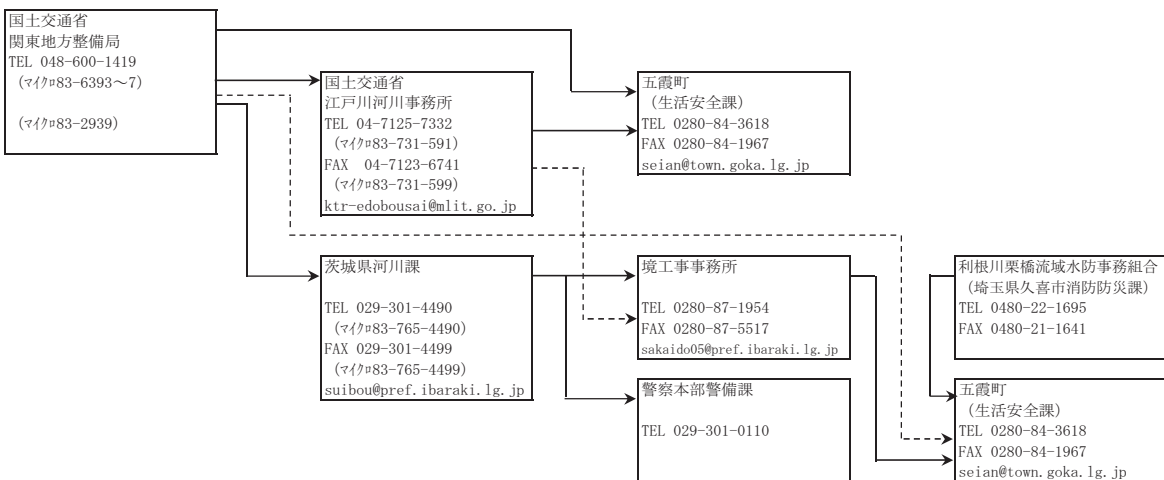 国土交通省
関東地方整備局
TEL 048-600-1419
(ﾏｲｸﾛ83-6393～7)
(ﾏｲｸﾛ83-2939)
国土交通省
江戸川河川事務所
TEL 04-7125-7332
(ﾏｲｸﾛ83-731-591)
FAX 04-7123-6741
(ﾏｲｸﾛ83-731-599)
ktr-edobousai@mlit.go.jp
五霞町
(生活安全課)
TEL 0280-84-3618
FAX 0280-84-1967
seian@town.goka.lg.jp
茨城県河川課
TEL 029-301-4490
(ﾏｲｸﾛ83-765-4490)
FAX 029-301-4499
(ﾏｲｸﾛ83-765-4499)
suibou@pref.ibaraki.lg.jp
境工事事務所
TEL 0280-87-1954
FAX 0280-87-5517
sakaido05@pref.ibaraki.lg.jp
警察本部警備課
TEL 029-301-0110
利根川栗橋流域水防事務組合
(埼玉県久喜市消防防災課)
TEL 0480-22-1695
FAX 0480-21-1641
五霞町
(生活安全課)
TEL 0280-84-3618
FAX 0280-84-1967
seian@town.goka.lg.jp